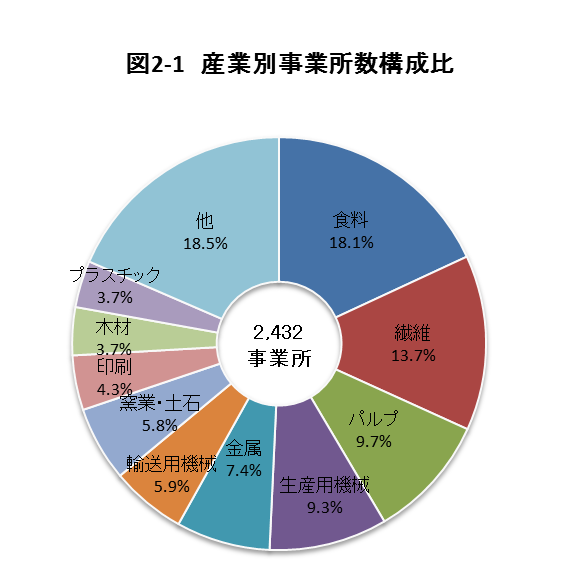 図2-1 産業別事業所数構成比
他
18.5%
食料
18.1%
プラスチック
3.7%
木材
3.7%
印刷
4.3%
窯業・土石
5.8%
輸送用機械
5.9%
金属
7.4%
生産用機械
9.3%
パルプ
9.7%
繊維
13.7%
2,432
事業所